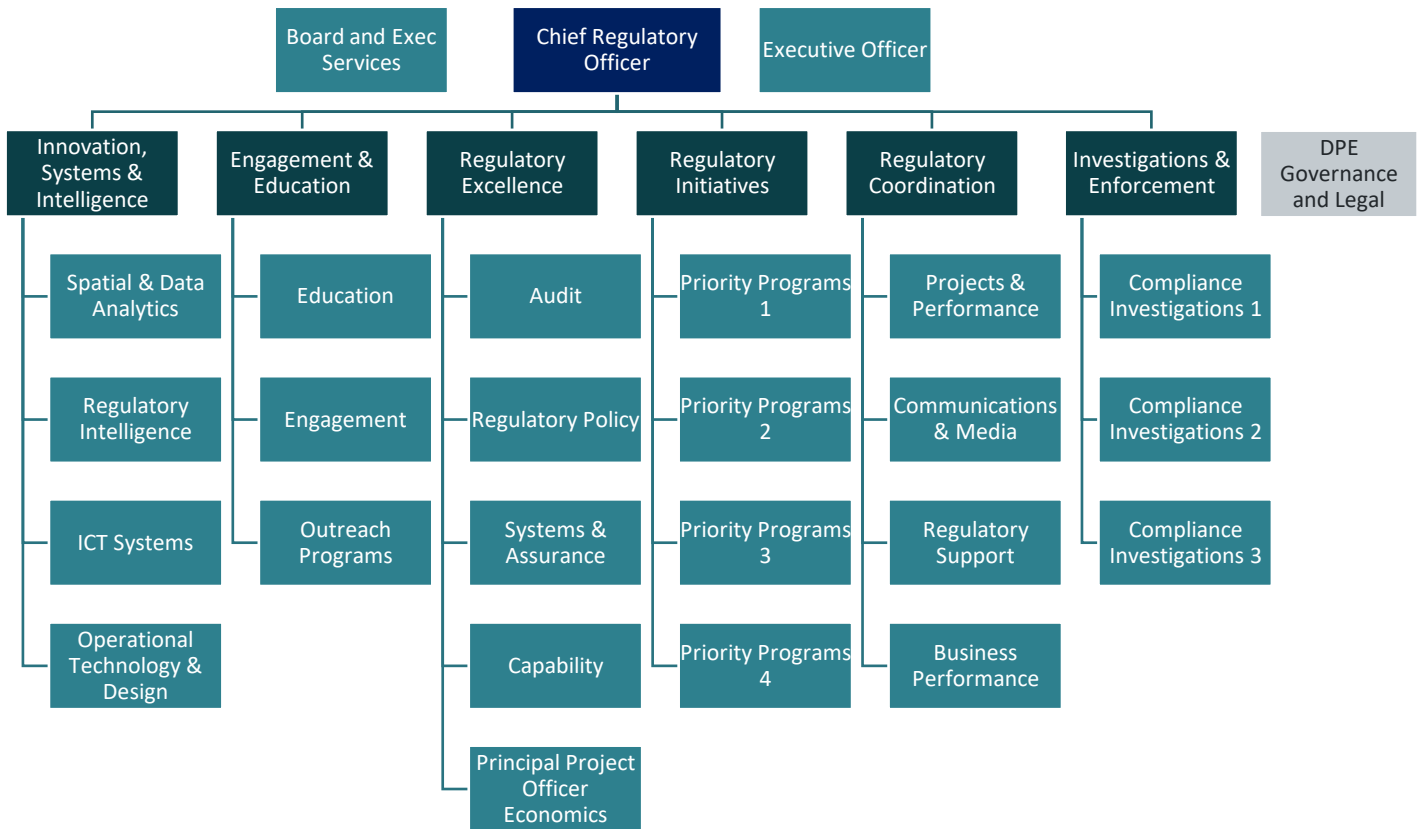 Board and Exec
Services
Chief Regulatory
Officer
Executive Officer
Innovation,
Systems &
Intelligence
Engagement &
Education
Regulatory
Excellence
Regulatory
Initiatives
Regulatory
Coordination
Investigations &
Enforcement
DPE
Governance
and Legal
Spatial & Data
Analytics
Education
Audit
Priority Programs
1
Projects &
Performance
Compliance
Investigations 1
Regulatory
Intelligence
Engagement
Regulatory Policy
Priority Programs
2
Communications
& Media
Compliance
Investigations 2
ICT Systems
Outreach
Programs
Systems &
Assurance
Priority Programs
3
Regulatory
Support
Compliance
Investigations 3
Operational
Technology &
Design
Capability
Priority Programs
4
Business
Performance
Principal Project
Officer
Economics